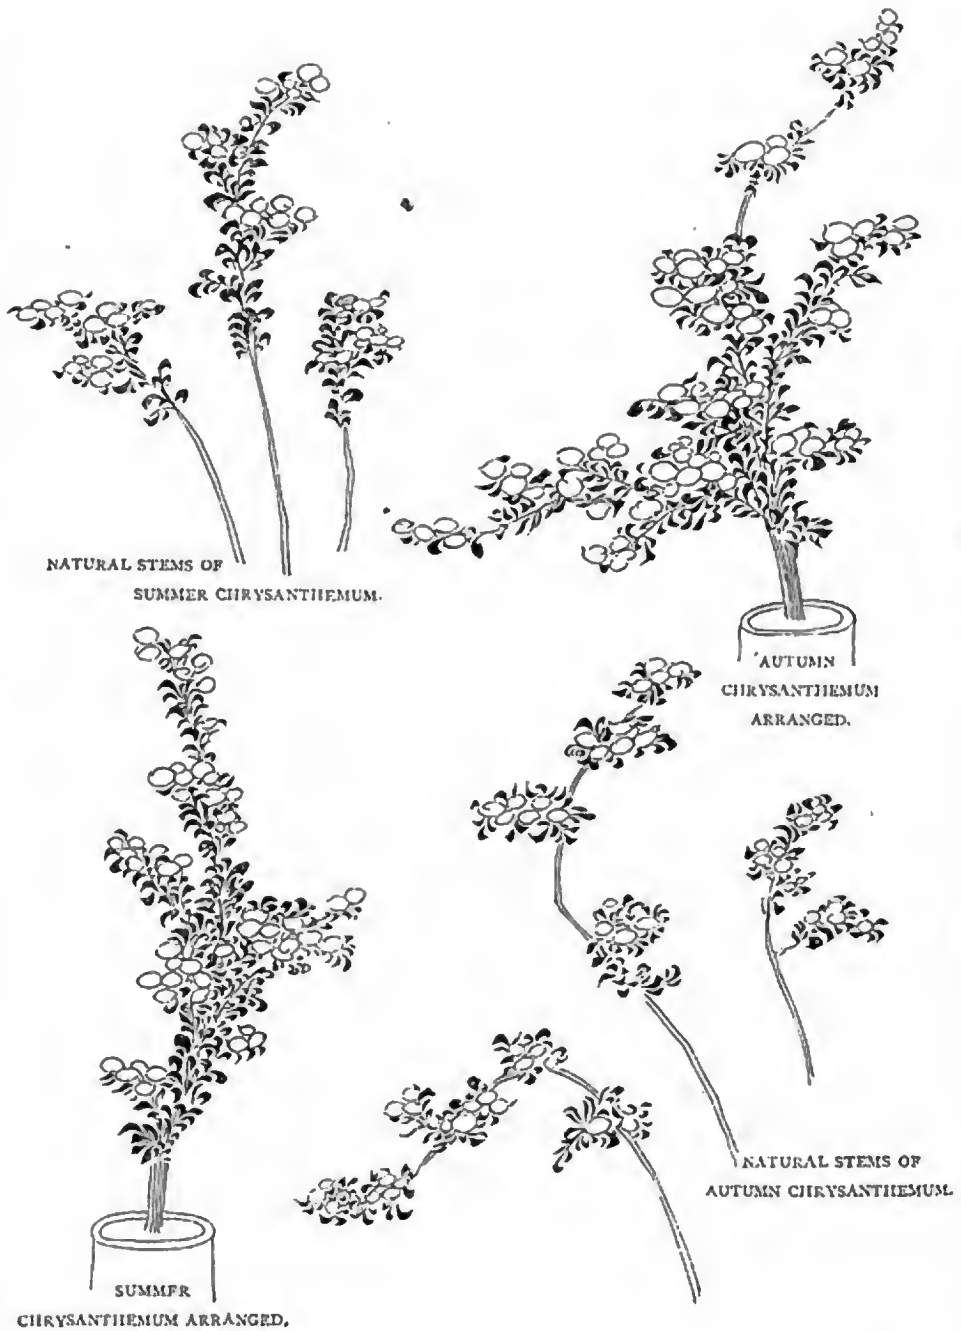 NATURAL STEMS OF
SUMMER CHRYSANTHEMUM.
AUTUMN
CHRYSANTHEMUM
ARRANGED.
NATURAL STEMS OF
AUTUMN CHRYSANTHEMUM.
SUMMER
CHRYSANTHEMUM ARRANGED.